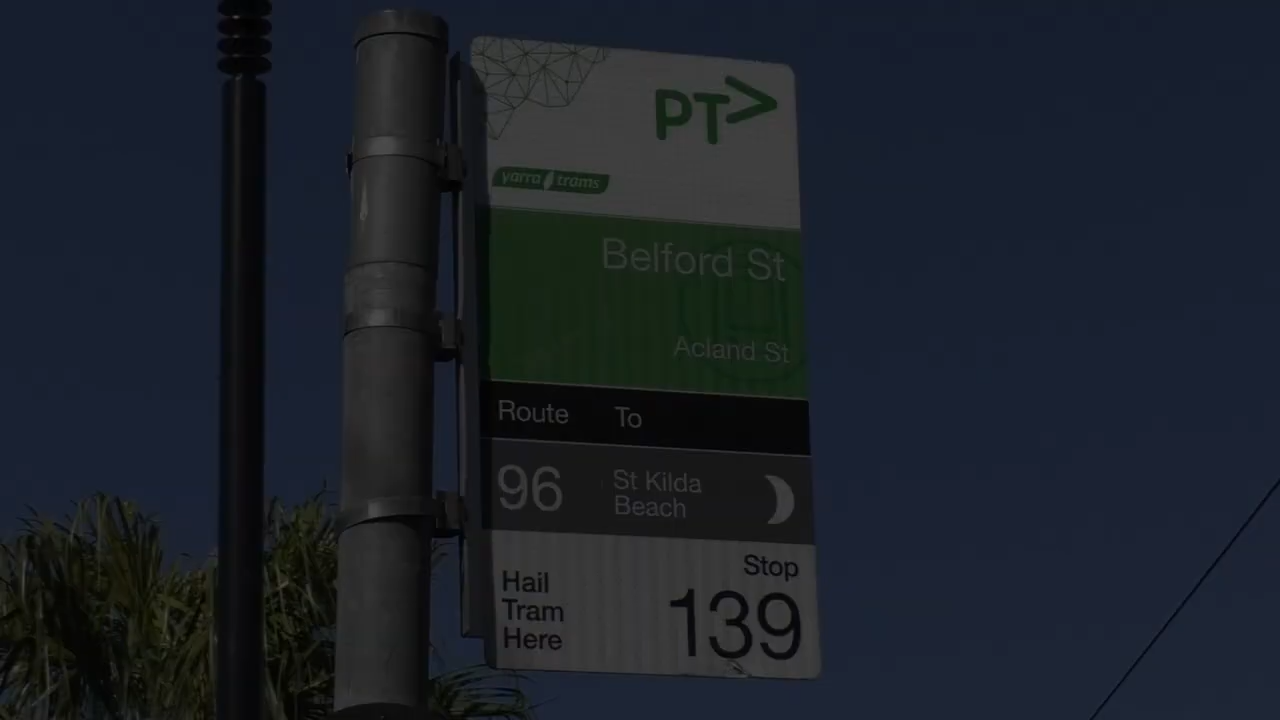 PT>
yarra trams
Belford St
Acland St
Route To
96 St Kilda
Beach
Stop
Hail
Tram
Here
139